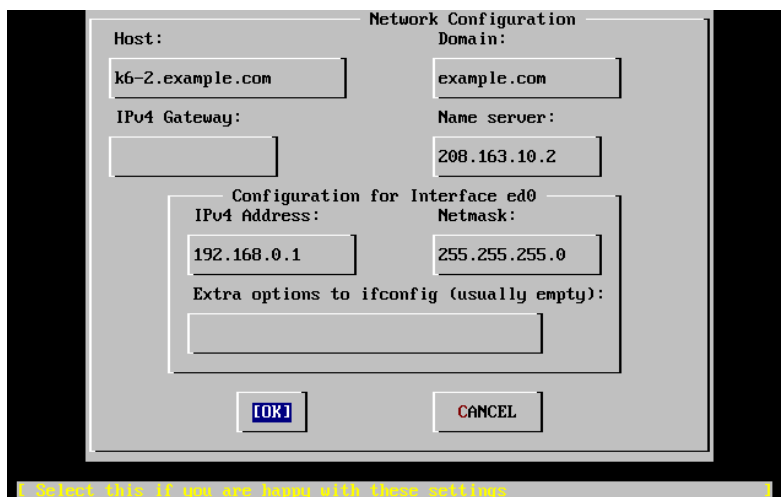 Network Configuration
Host: Domain:
k6-2.example.com example.com
IPv4 Gateway: Name server:
208.163.10.2
Configuration for Interface ed0
IPv4 Address: Netmask:
192.168.0.1 255.255.255.0
Extra options to ifconfig (usually empty):
[OK] CANCEL
[ Select this if you are happy with these settings ]